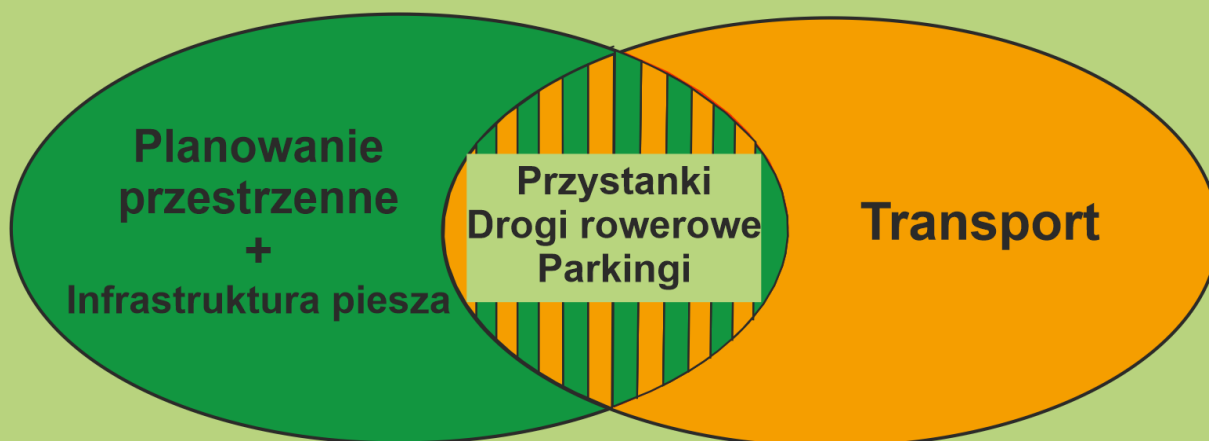 Planowanie
przestrzenne
+
Infrastruktura piesza
Przystanki
Drogi rowerowe
Parkingi
Transport